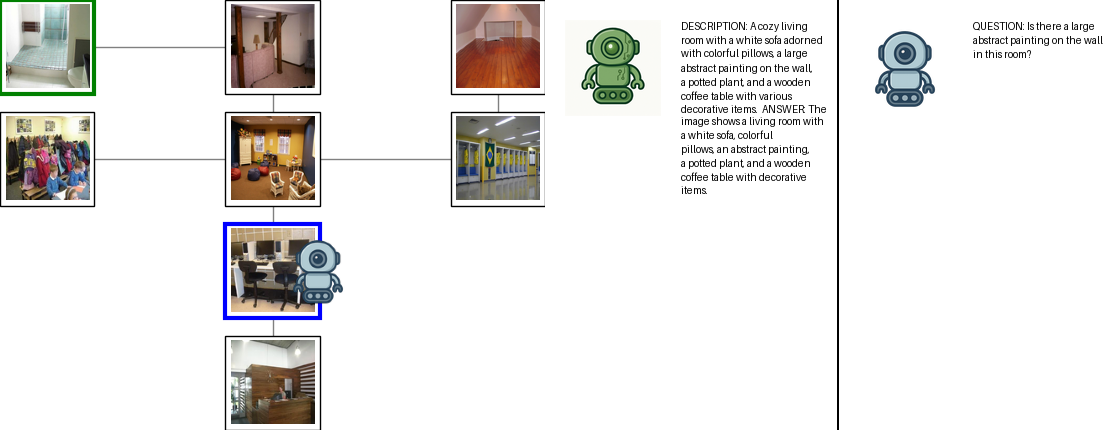 DESCRIPTION: A cozy living
room with a white sofa adorned
with colorful pillows, a large
abstract painting on the wall,
a potted plant, and a wooden
coffee table with various
decorative items.  ANSWER: The
image shows a living room with
a white sofa, colorful
pillows, an abstract painting,
a potted plant, and a wooden
coffee table with decorative
items.
QUESTION: Is there a large
abstract painting on the wall
in this room?